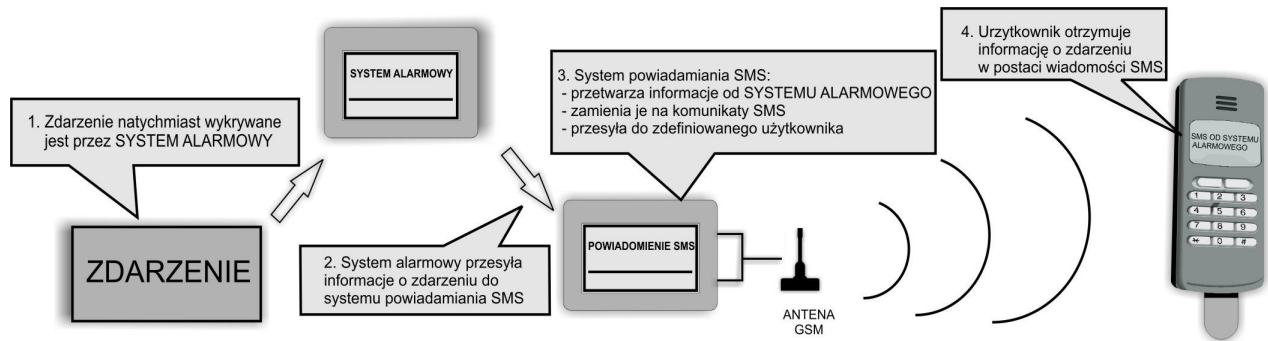 1. Zdarzenie natychmiast wykrywane
jest przez SYSTEM ALARMOWY
ZDARZENIE
SYSTEM ALARMOWY
2. System alarmowy przesyła
informacje o zdarzeniu do
systemu powiadamiania SMS
3. System powiadamiania SMS:
- przetwarza informacje od SYSTEMU ALARMOWEGO
- zamienia je na komunikaty SMS
- przesyła do zdefiniowanego użytkownika
POWIADOMIENIE SMS
ANTENA
GSM
4. Urzytkownik otrzymuje
informację o zdarzeniu
w postaci wiadomości SMS
SMS OD SYSTEMU
ALARMOWEGO
1 2 3
4 5 6
7 8 9
* 0 #